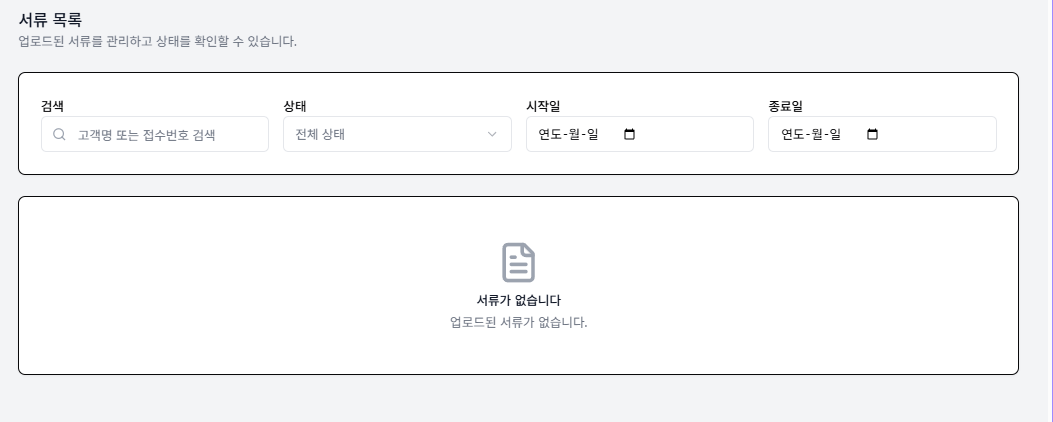 서류 목록
업로드된 서류를 관리하고 상태를 확인할 수 있습니다.
검색 상태 시작일 종료일
고객명 또는 접수번호 검색 전체 상태 연도-월-일 연도-월-일
서류가 없습니다
업로드된 서류가 없습니다.